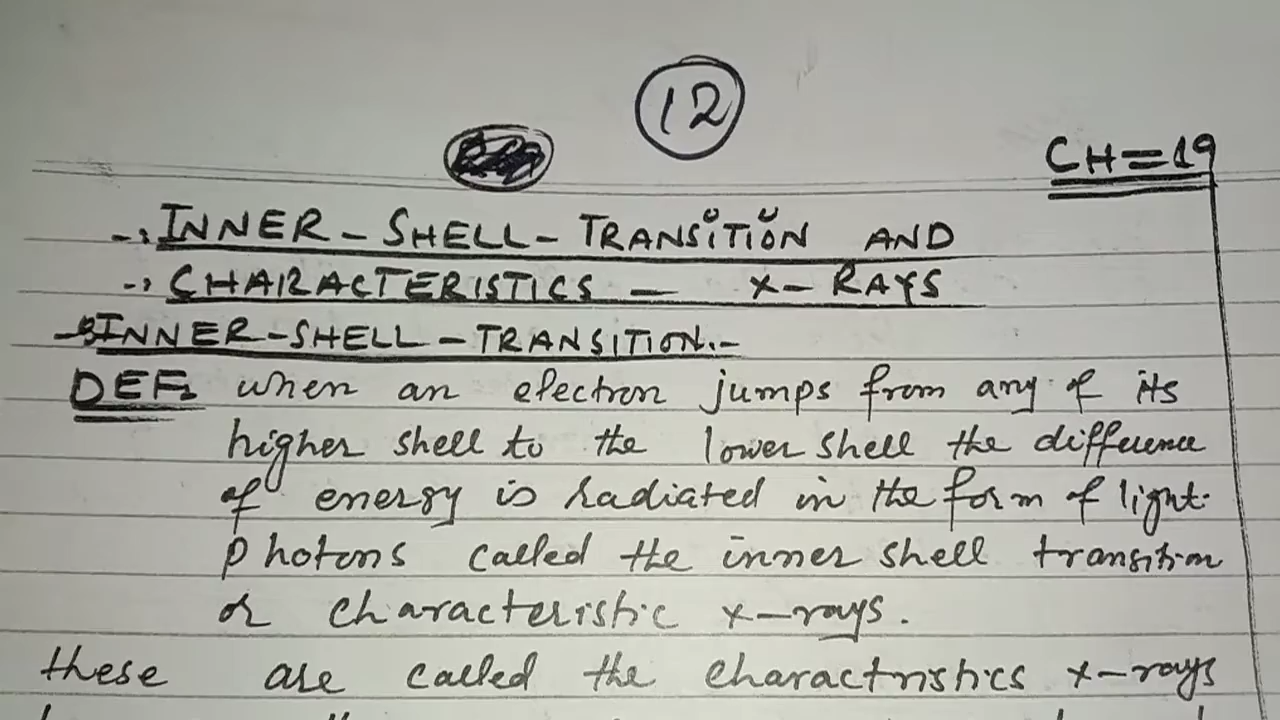 12
CH=19
INNER-SHELL-TRANSITION AND
CHARACTERISTICS - X-RAYS
INNER-SHELL-TRANSITION.-
DEF: when an electron jumps from any of its
higher shell to the lower shell the difference
of energy is radiated in the form of light
photons called the inner shell transition
or characteristic x-rays.
these are called the charactristics x-rays